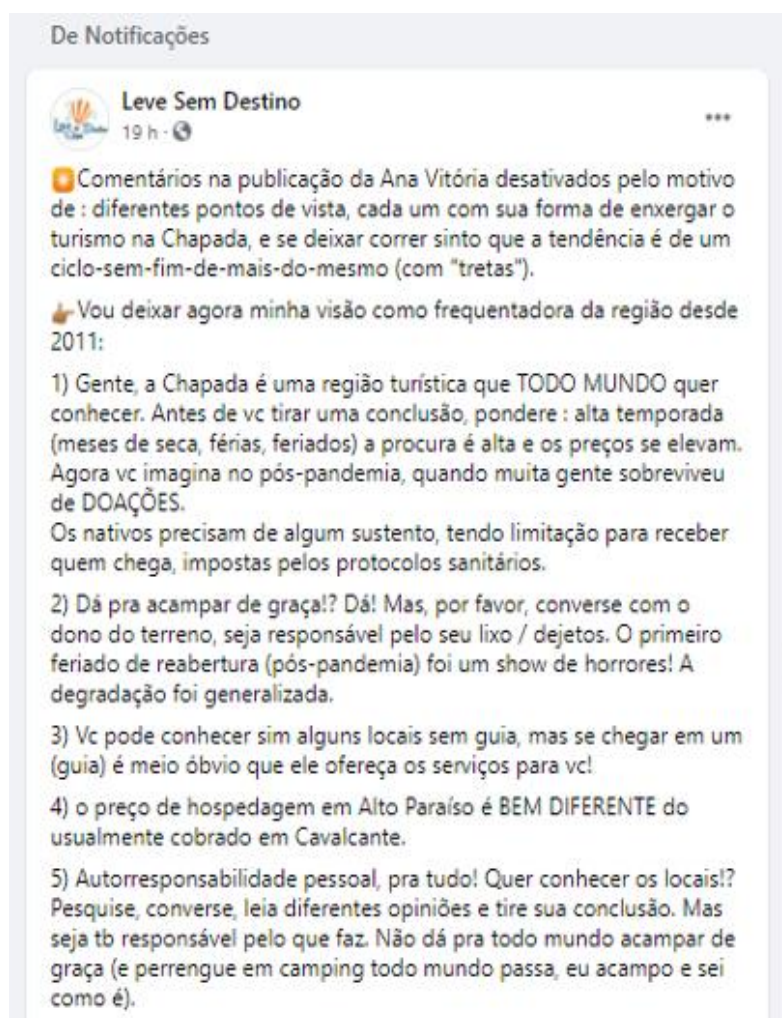 De Notificações
Leve Sem Destino
19 h ·
Comentários na publicação da Ana Vitória desativados pelo motivo
de : diferentes pontos de vista, cada um com sua forma de enxergar o
turismo na Chapada, e se deixar correr sinto que a tendência é de um
ciclo-sem-fim-de-mais-do-mesmo (com "tretas").
Vou deixar agora minha visão como frequentadora da região desde
2011:
1) Gente, a Chapada é uma região turística que TODO MUNDO quer
conhecer. Antes de vc tirar uma conclusão, pondere : alta temporada
(meses de seca, férias, feriados) a procura é alta e os preços se elevam.
Agora vc imagina no pós-pandemia, quando muita gente sobreviveu
de DOAÇÕES.
Os nativos precisam de algum sustento, tendo limitação para receber
quem chega, impostas pelos protocolos sanitários.
2) Dá pra acampar de graça!? Dá! Mas, por favor, converse com o
dono do terreno, seja responsável pelo seu lixo / dejetos. O primeiro
feriado de reabertura (pós-pandemia) foi um show de horrores! A
degradação foi generalizada.
3) Vc pode conhecer sim alguns locais sem guia, mas se chegar em um
(guia) é meio óbvio que ele ofereça os serviços para vc!
4) o preço de hospedagem em Alto Paraíso é BEM DIFERENTE do
usualmente cobrado em Cavalcante.
5) Autorresponsabilidade pessoal, pra tudo! Quer conhecer os locais!?
Pesquise, converse, leia diferentes opiniões e tire sua conclusão. Mas
seja tb responsável pelo que faz. Não dá pra todo mundo acampar de
graça (e perrengue em camping todo mundo passa, eu acampo e sei
como é).